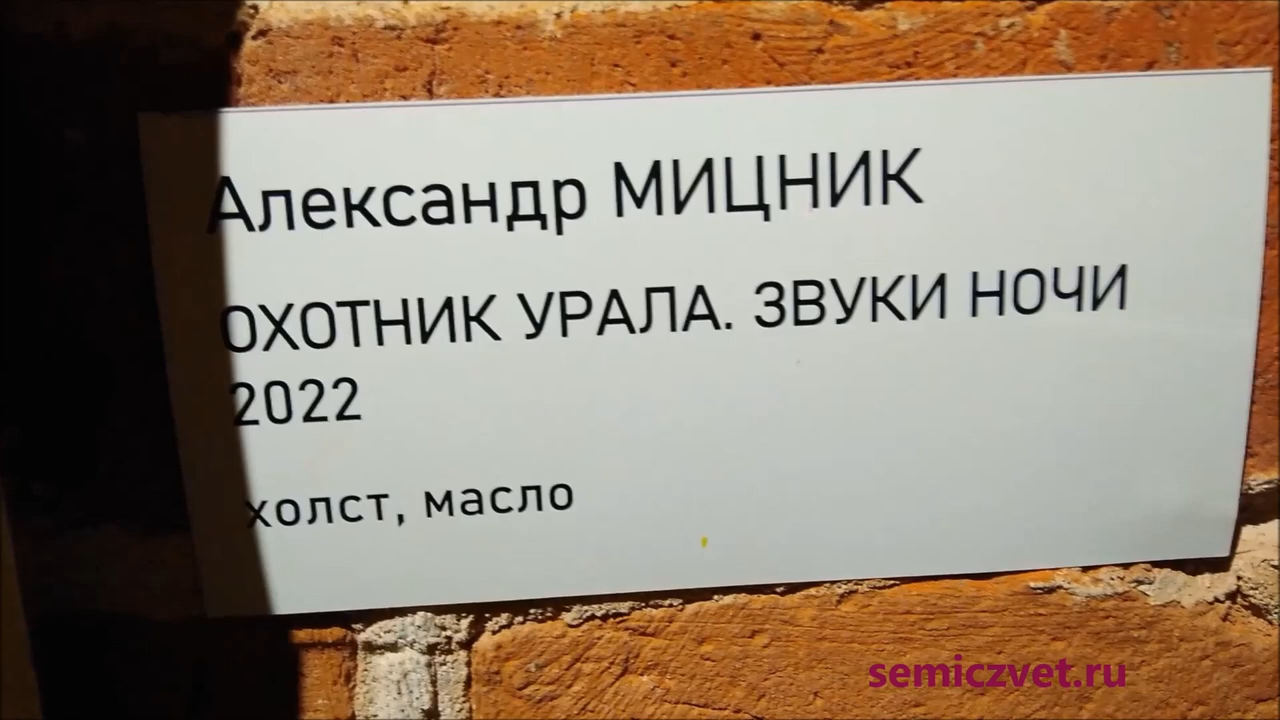 Александр МИЦНИК
ОХОТНИК УРАЛА. ЗВУКИ НОЧИ
2022
холст, масло
semiczvet.ru